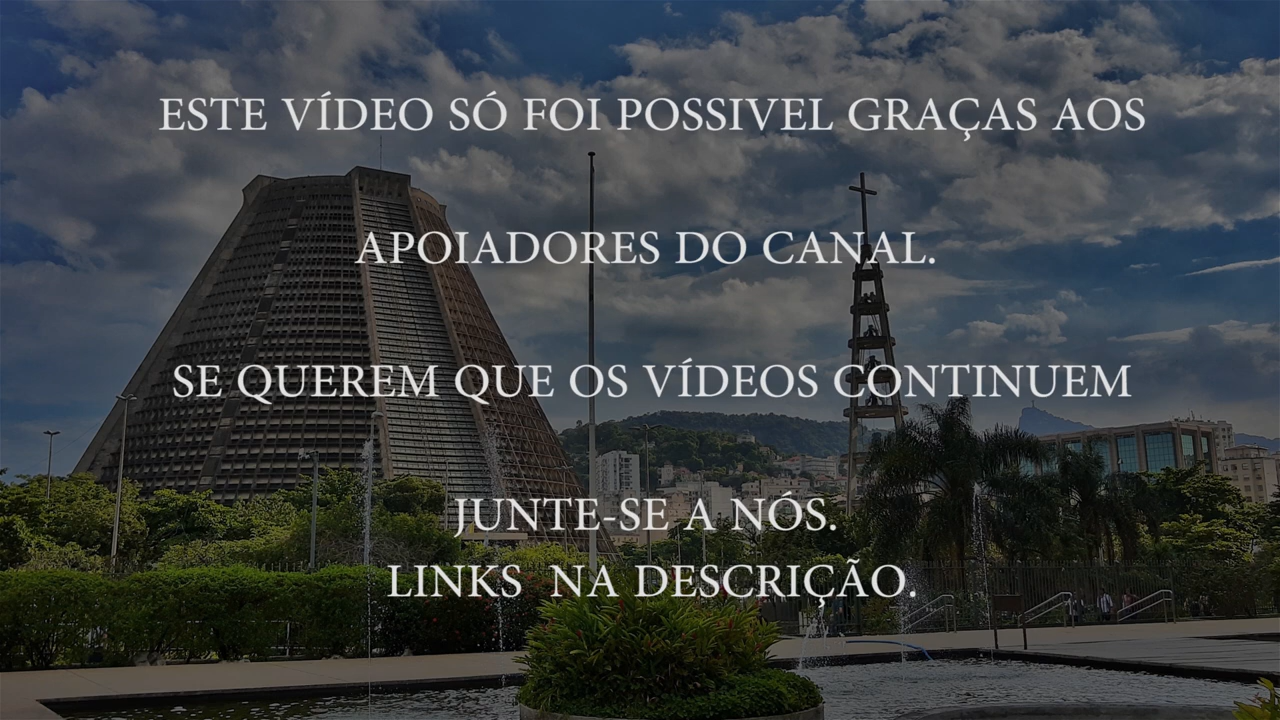 ESTE VÍDEO SÓ FOI POSSIVEL GRAÇAS AOS
APOIADORES DO CANAL.
SE QUEREM QUE OS VÍDEOS CONTINUEM
JUNTE-SE A NÓS.
LINKS NA DESCRIÇÃO.